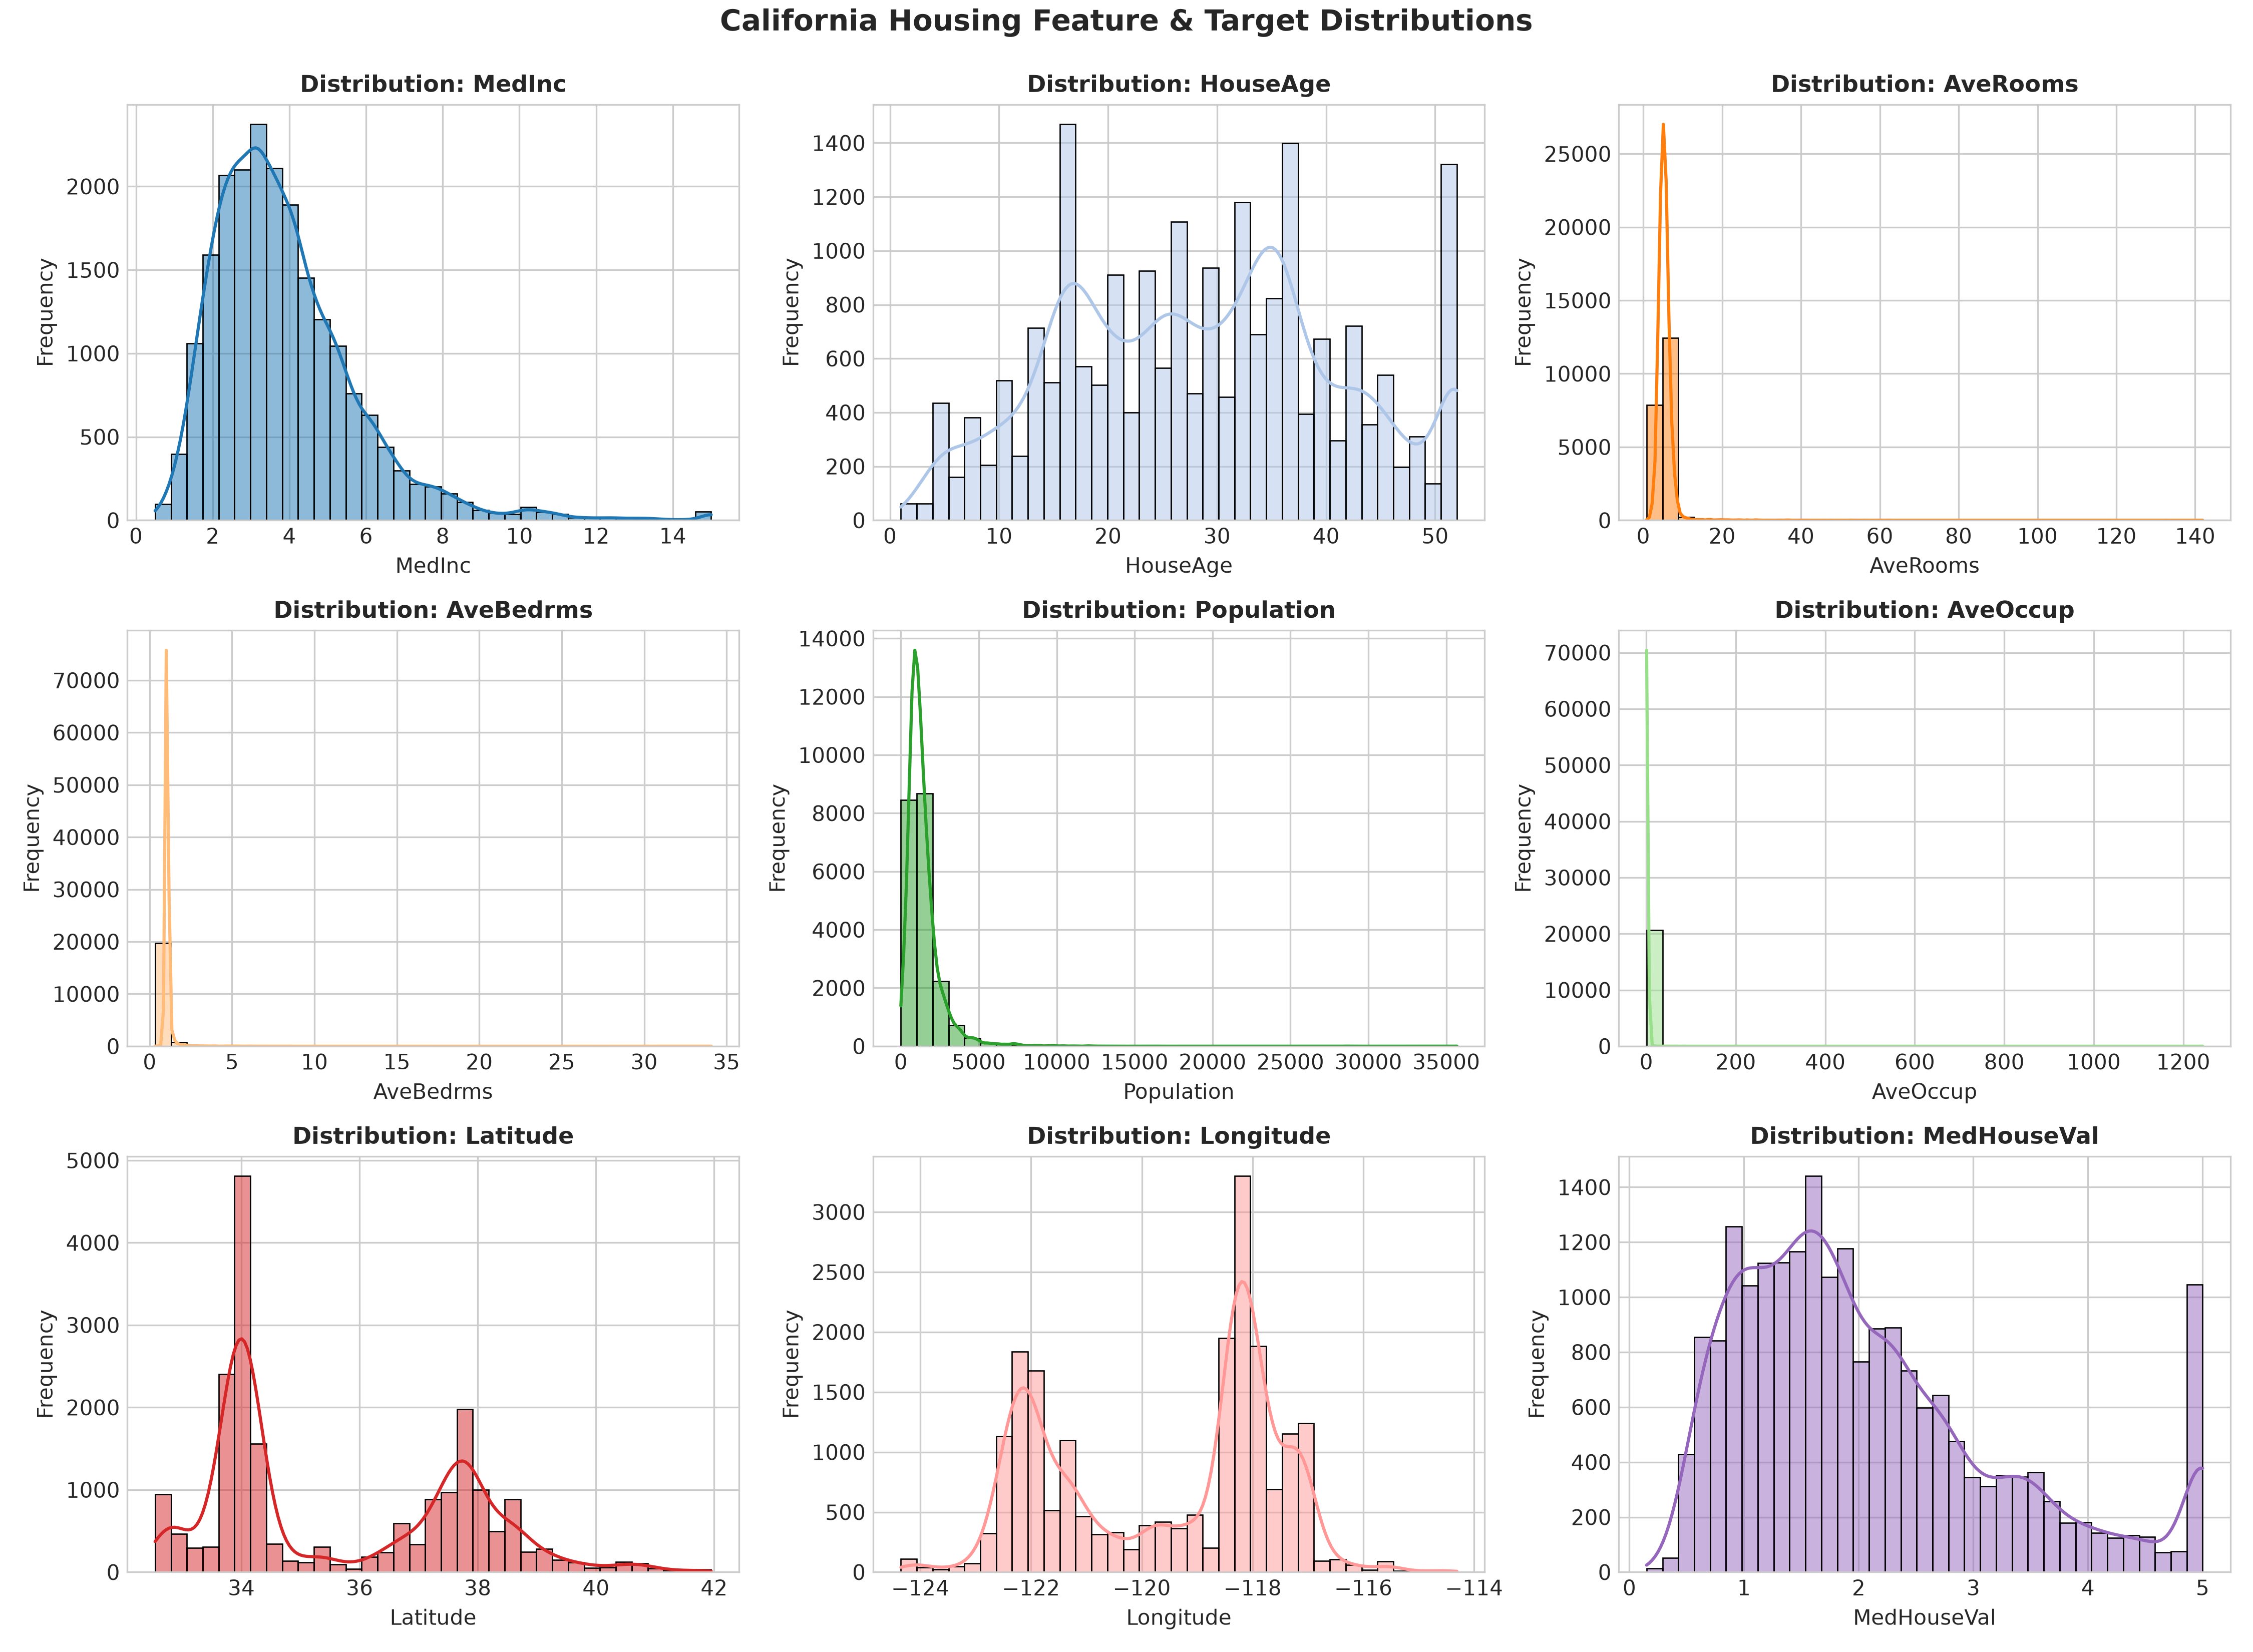 California Housing Feature & Target Distributions
Distribution: MedInc
Frequency
2000
1500
1000
500
0
0 2 4 6 8 10 12 14
MedInc
Distribution: HouseAge
Frequency
1400
1200
1000
800
600
400
200
0
0 10 20 30 40 50
HouseAge
Distribution: AveRooms
Frequency
25000
20000
15000
10000
5000
0
0 20 40 60 80 100 120 140
AveRooms
Distribution: AveBedrms
Frequency
70000
60000
50000
40000
30000
20000
10000
0
0 5 10 15 20 25 30 35
AveBedrms
Distribution: Population
Frequency
14000
12000
10000
8000
6000
4000
2000
0
0 5000 10000 15000 20000 25000 30000 35000
Population
Distribution: AveOccup
Frequency
70000
60000
50000
40000
30000
20000
10000
0
0 200 400 600 800 1000 1200
AveOccup
Distribution: Latitude
Frequency
5000
4000
3000
2000
1000
0
34 36 38 40 42
Latitude
Distribution: Longitude
Frequency
3000
2500
2000
1500
1000
500
0
−124 −122 −120 −118 −116 −114
Longitude
Distribution: MedHouseVal
Frequency
1400
1200
1000
800
600
400
200
0
0 1 2 3 4 5
MedHouseVal